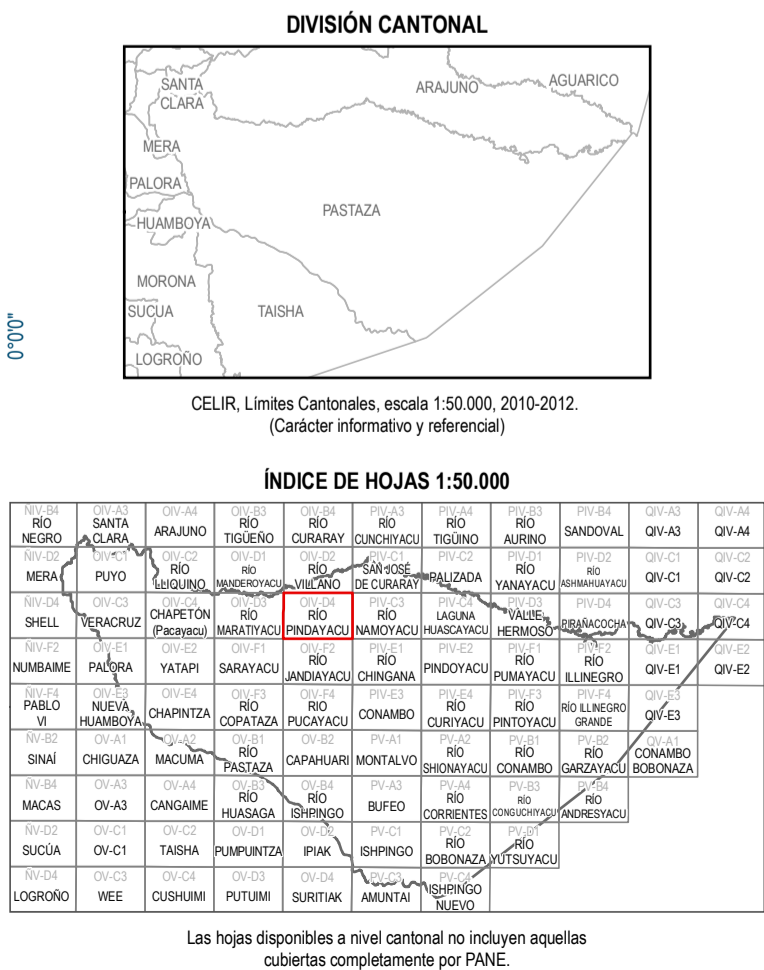 DIVISIÓN CANTONAL
SANTA
CLARA
ARAJUNO
AGUARICO
MERA
PALORA
PASTAZA
HUAMBOYA
MORONA
SUCUA
TAISHA
LOGROÑO
0°0'0"
CELIR, Límites Cantonales, escala 1:50.000, 2010-2012.
(Carácter informativo y referencial)
ÍNDICE DE HOJAS 1:50.000
ÑIV-B4 OIV-A3 OIV-A4 OIV-B3 OIV-B4 PIV-A3 PIV-A4 PIV-B3 PIV-B4 QIV-A3 QIV-A4
RÍO SANTA RÍO RÍO RÍO RÍO RÍO
NEGRO CLARA ARAJUNO TIGÜEÑO CURARAY CUNCHIYACU TIGÜINO AURINO SANDOVAL QIV-A3 QIV-A4
ÑIV-D2 OIV-C1 OIV-C2 OIV-D1 OIV-D2 PIV-C1 PIV-C2 PIV-D1 PIV-D2 QIV-C1 QIV-C2
RÍO RÍO RÍO SAN JOSÉ RÍO RÍO
MERA PUYO LLIQUINO MANDEROYACU VILLANO DE CURARAY PALIZADA YANAYACU ASHMAHUAYACU QIV-C1 QIV-C2
ÑIV-D4 OIV-C3 OIV-C4 OIV-D3 OIV-D4 PIV-C3 PIV-C4 PIV-D3 PIV-D4 QIV-C3 QIV-C4
CHAPETÓN RÍO RÍO RÍO LAGUNA VALLE
SHELL VERACRUZ (Pacayacu) MARATIYACU PINDAYACU NAMOYACU HUASCAYACU HERMOSO PIRAÑACOCHA QIV-C3 QIV-C4
ÑIV-F2 OIV-E1 OIV-E2 OIV-F1 OIV-F2 PIV-E1 PIV-E2 PIV-F1 PIV-F2 QIV-E1 QIV-E2
RÍO RÍO RÍO RÍO
NUMBAIME PALORA YATAPI SARAYACU JANDIAYACU CHINGANA PINDOYACU PUMAYACU ILLINEGRO QIV-E1 QIV-E2
ÑIV-F4 OIV-E3 OIV-E4 OIV-F3 OIV-F4 PIV-E3 PIV-E4 PIV-F3 PIV-F4 QIV-E3
PABLO NUEVA RÍO RÍO RÍO RÍO RÍO ILLINEGRO
VI HUAMBOYA CHAPINTZA COPATAZA PUCAYACU CONAMBO CURIYACU PINTOYACU GRANDE QIV-E3
ÑV-B2 OV-A1 OV-A2 OV-B1 OV-B2 PV-A1 PV-A2 PV-B1 PV-B2 QV-A1
RÍO RÍO RÍO RÍO CONAMBO
SINAÍ CHIGUAZA MACUMA PASTAZA CAPAHUARI MONTALVO SHIONAYACU CONAMBO GARZAYACU BOBONAZA
ÑV-B4 OV-A3 OV-A4 OV-B3 OV-B4 PV-A3 PV-A4 PV-B3 PV-B4
RÍO RÍO RÍO RÍO RÍO
MACAS OV-A3 CANGAIME HUASAGA ISHPINGO BUFEO CORRIENTES CONGUCHIYACU ANDRESYACU
ÑV-D2 OV-C1 OV-C2 OV-D1 OV-D2 PV-C1 PV-C2 PV-D1
RÍO RÍO
SUCÚA OV-C1 TAISHA PUMPUINTZA IPIAK ISHPINGO BOBONAZA YUTSUYACU
ÑV-D4 OV-C3 OV-C4 OV-D3 OV-D4 PV-C3 PV-C4
ISHPINGO
LOGROÑO WEE CUSHUIMI PUTUIMI SURITIAK AMUNTAI NUEVO
Las hojas disponibles a nivel cantonal no incluyen aquellas
cubiertas completamente por PANE.